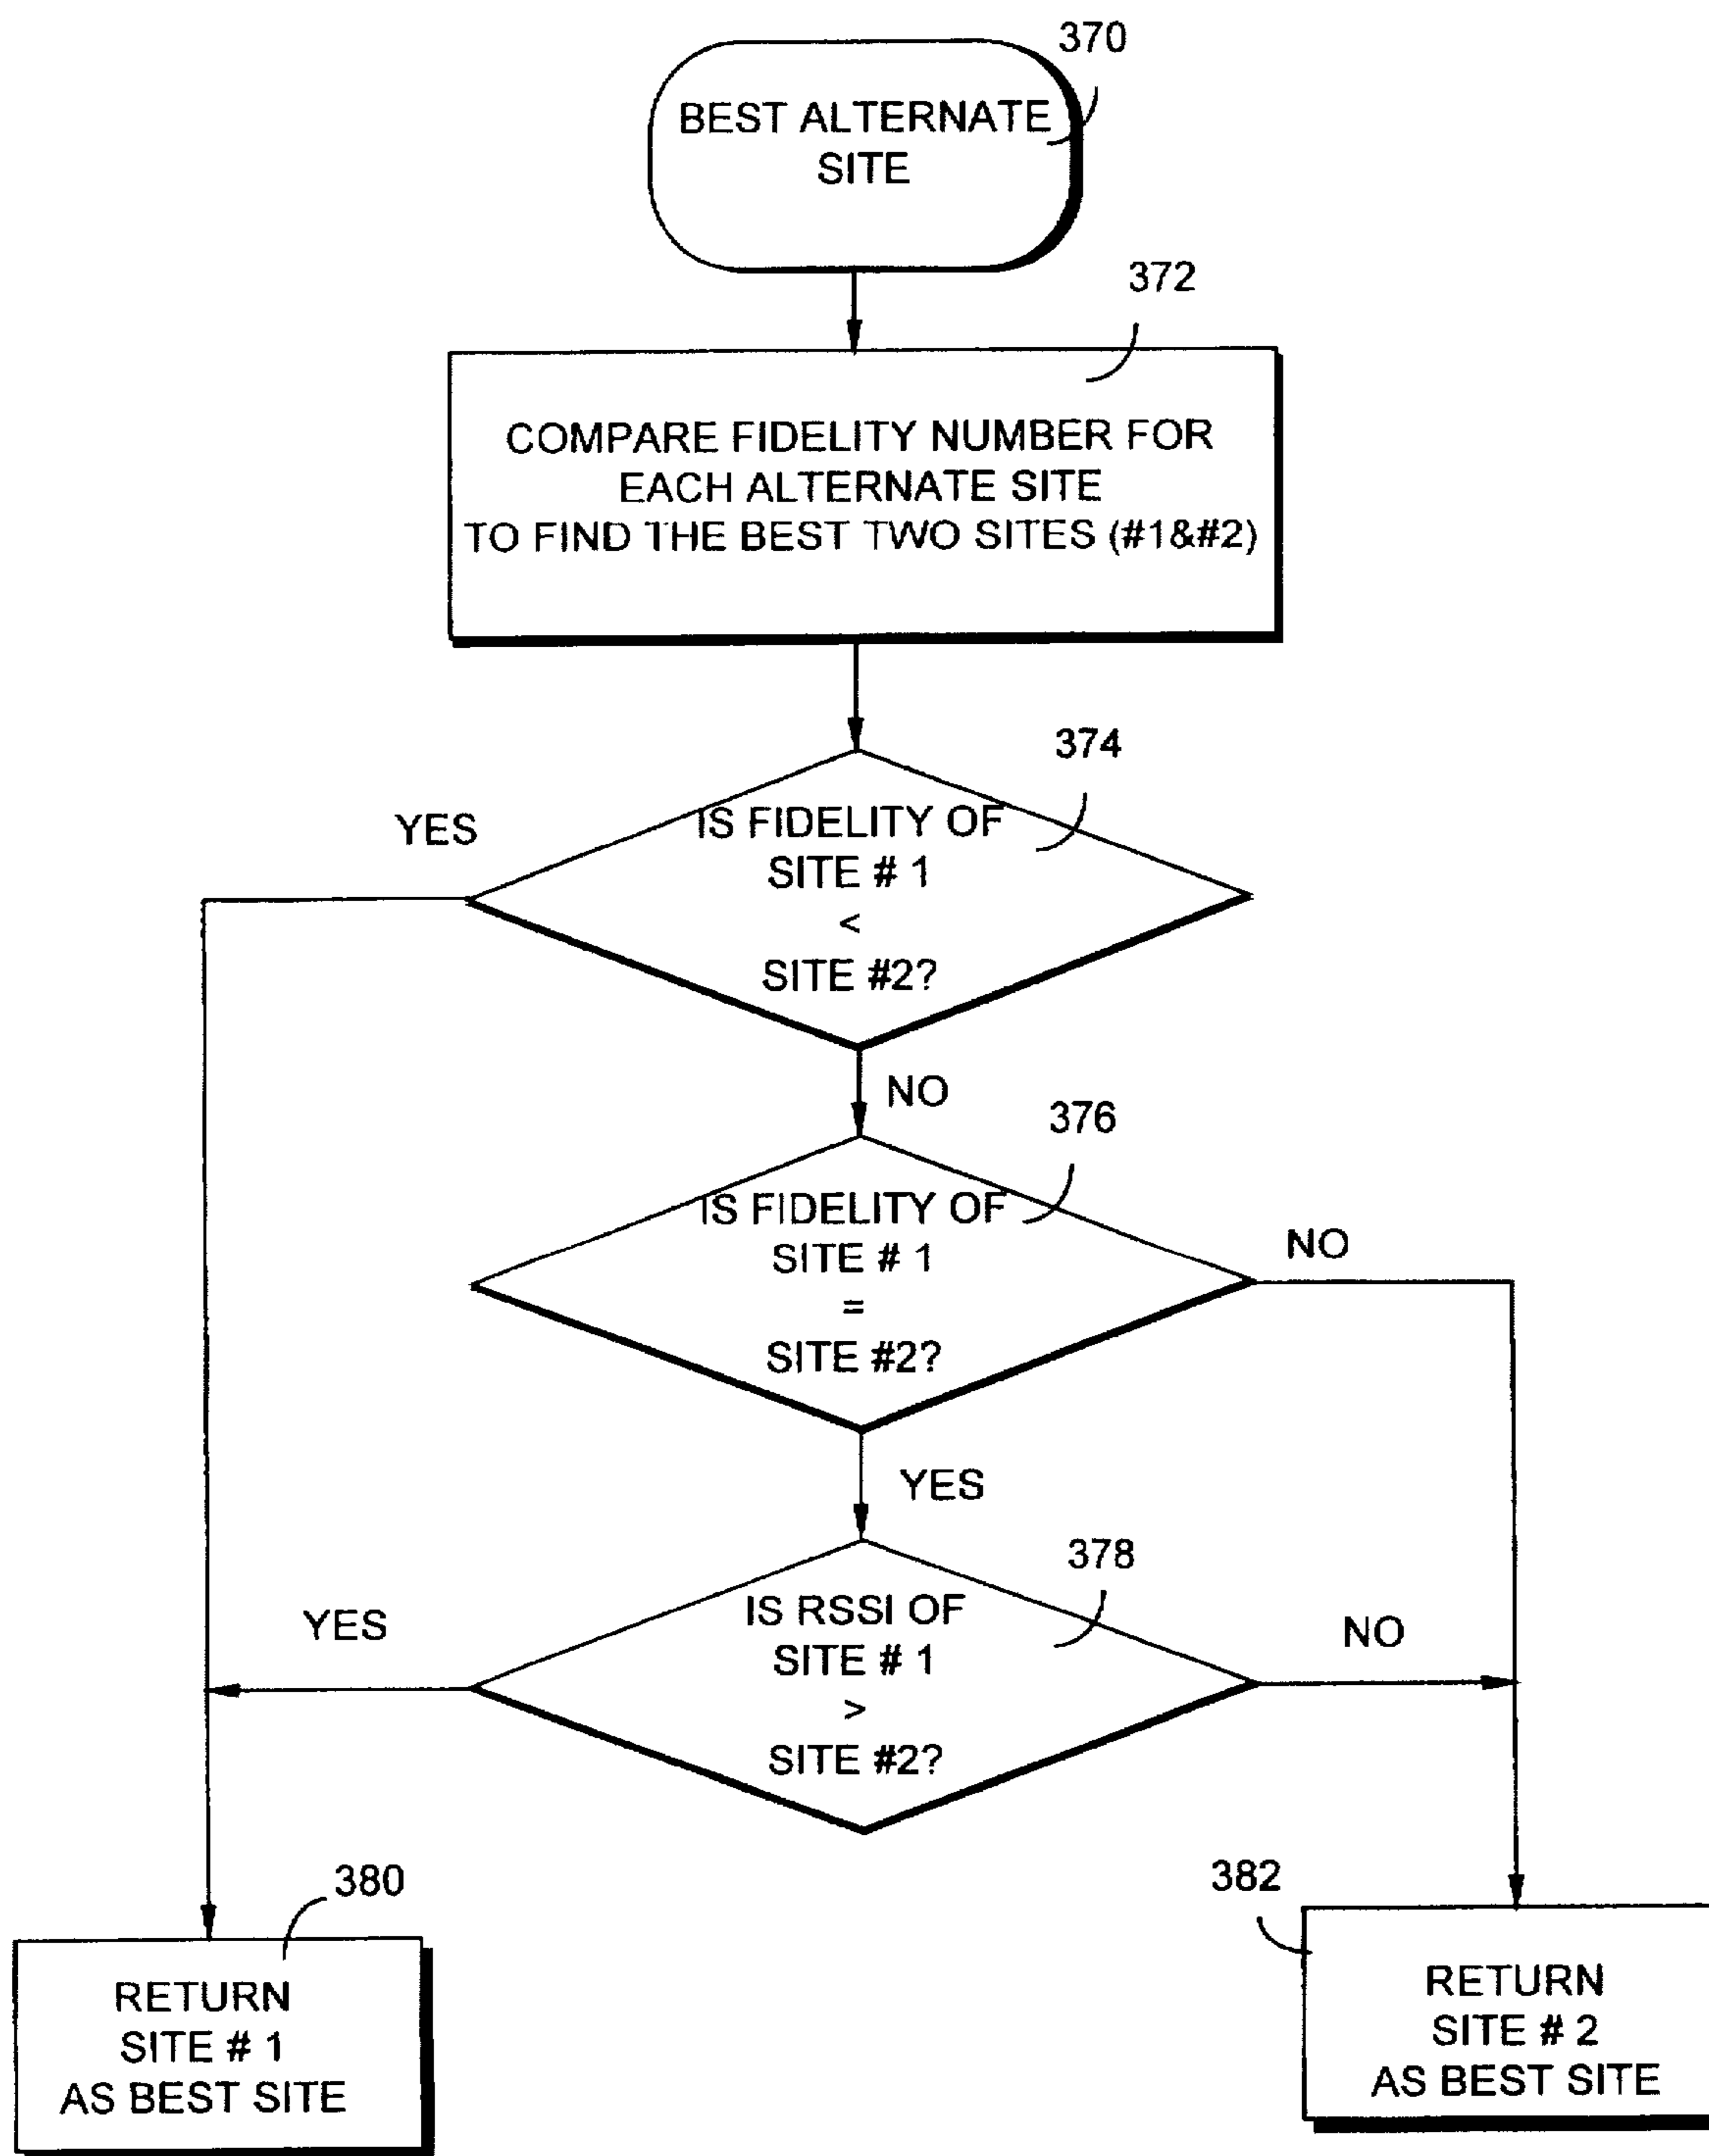 370
BEST ALTERNATE
SITE
372
COMPARE FIDELITY NUMBER FOR
EACH ALTERNATE SITE
TO FIND THE BEST TWO SITES (#1&#2)
374
YES
IS FIDELITY OF
SITE # 1
<
SITE #2?
NO
376
IS FIDELITY OF
SITE # 1
=
SITE #2?
NO
YES
378
IS RSSI OF
SITE # 1
>
SITE #2?
YES
NO
380
RETURN
SITE # 1
AS BEST SITE
382
RETURN
SITE # 2
AS BEST SITE